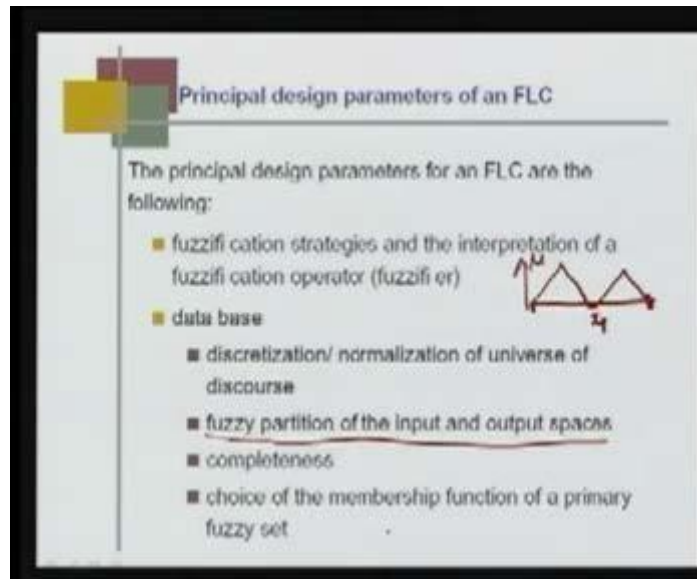 Principal design parameters of an FLC
The principal design parameters for an FLC are the
following:
■ fuzzifi cation strategies and the interpretation of a
fuzzifi cation operator (fuzzifi er)
μ
■ data base
■ discretization/ normalization of universe of
discourse
■ fuzzy partition of the input and output spaces
■ completeness
■ choice of the membership function of a primary
fuzzy set